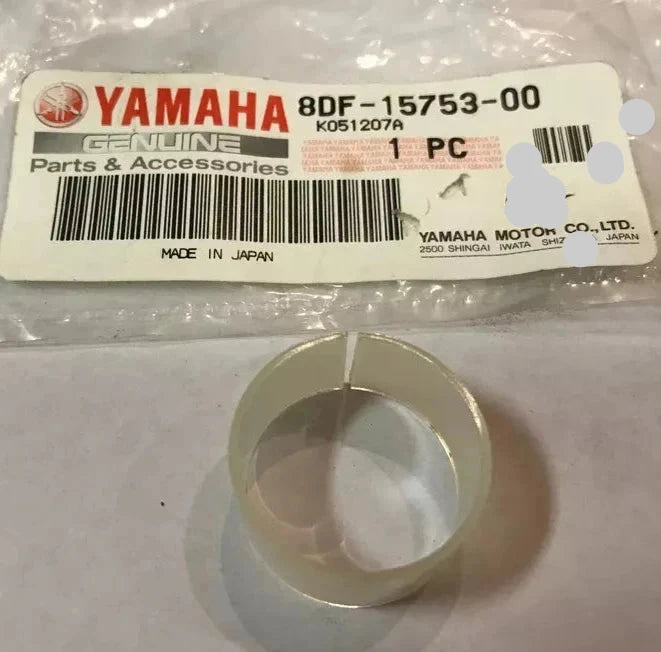 YAMAHA 8DF-15753-00
K051207A
GENUINE
Parts & Accessories
1 PC
MADE IN JAPAN
YAMAHA MOTOR CO.,LTD.
2500 SHINGAI IWATA JAPAN